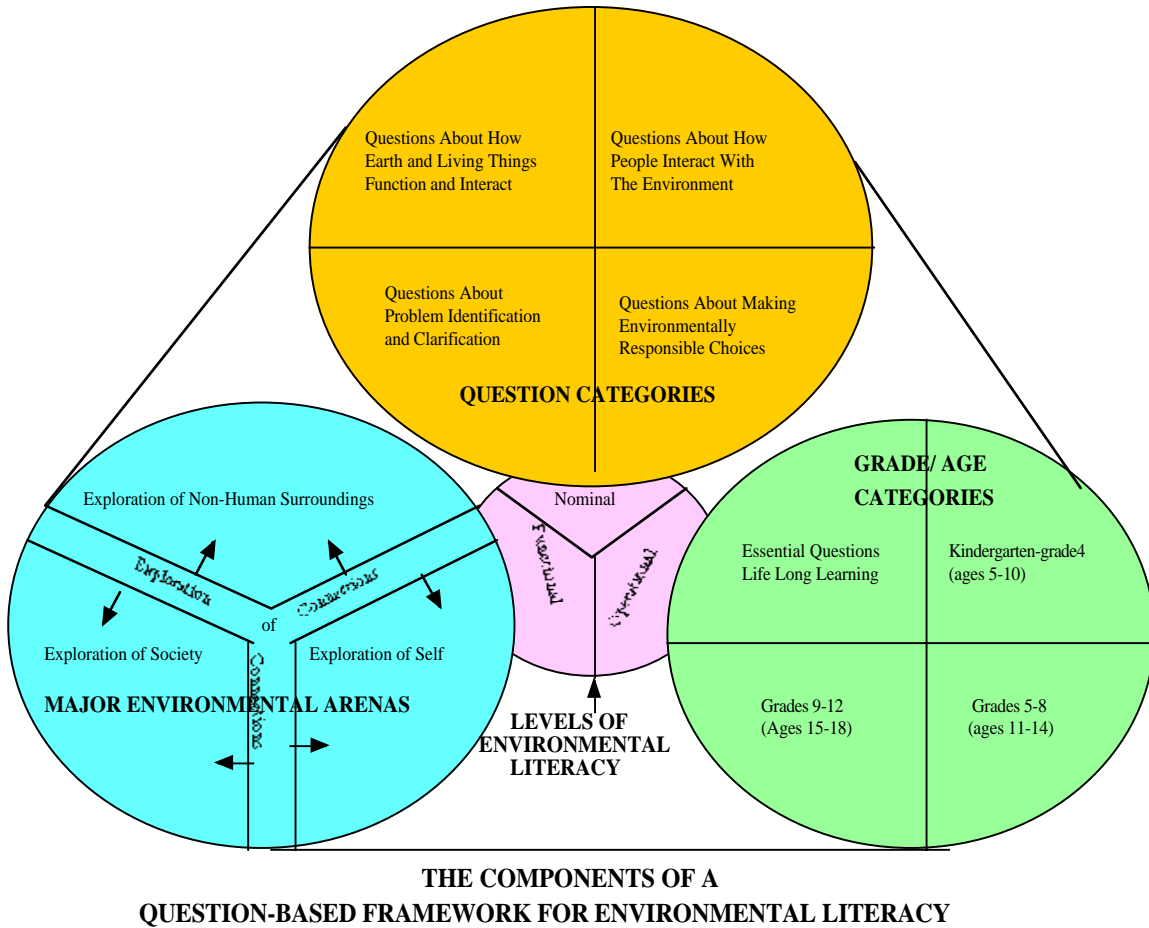 Questions About How
Earth and Living Things
Function and Interact
Questions About How
People Interact With
The Environment
Questions About
Problem Identification
and Clarification
Questions About Making
Environmentally
Responsible Choices
QUESTION CATEGORIES
Exploration of Non-Human Surroundings
Exploration
of
Connections
Connections
Exploration of Society
Exploration of Self
MAJOR ENVIRONMENTAL ARENAS
Nominal
Functional
Operational
LEVELS OF
ENVIRONMENTAL
LITERACY
GRADE/ AGE
CATEGORIES
Essential Questions
Life Long Learning
Kindergarten-grade4
(ages 5-10)
Grades 9-12
(Ages 15-18)
Grades 5-8
(ages 11-14)
THE COMPONENTS OF A
QUESTION-BASED FRAMEWORK FOR ENVIRONMENTAL LITERACY